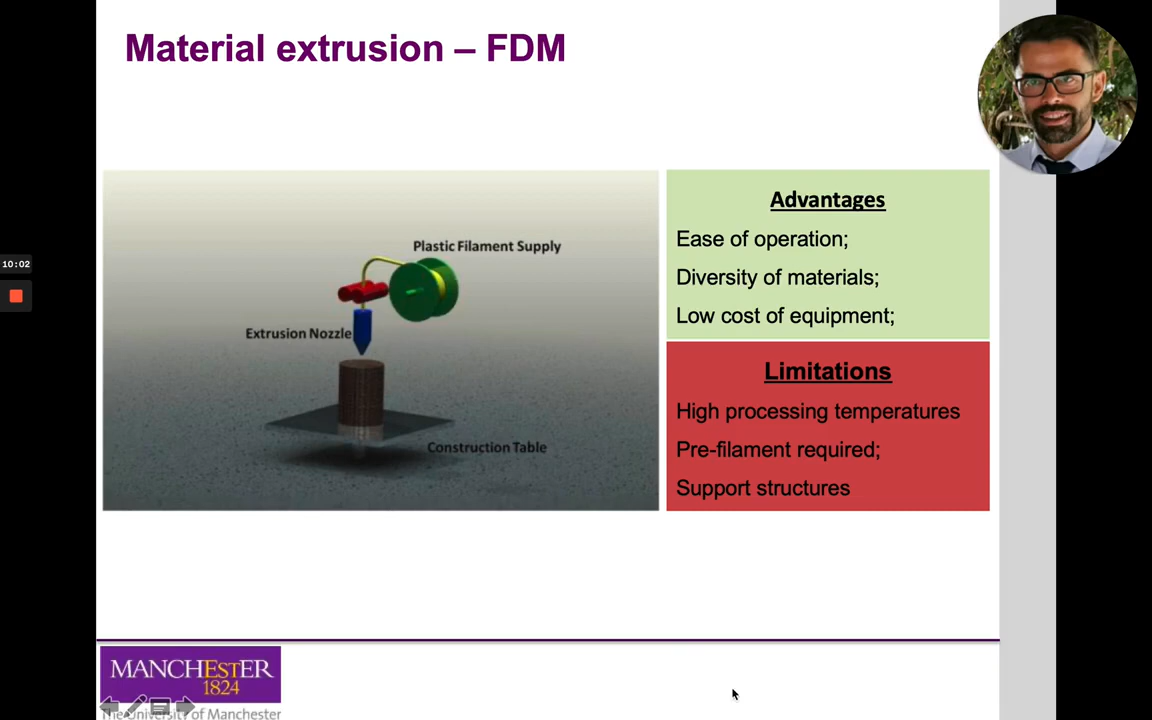 Material extrusion – FDM
Advantages
Plastic Filament Supply
Ease of operation;
10:02
Diversity of materials;
Low cost of equipment;
Extrusion Nozzle
Limitations
High processing temperatures
Construction Table
Pre-filament required;
Support structures
MANCHESTER
1824
The University of Manchester